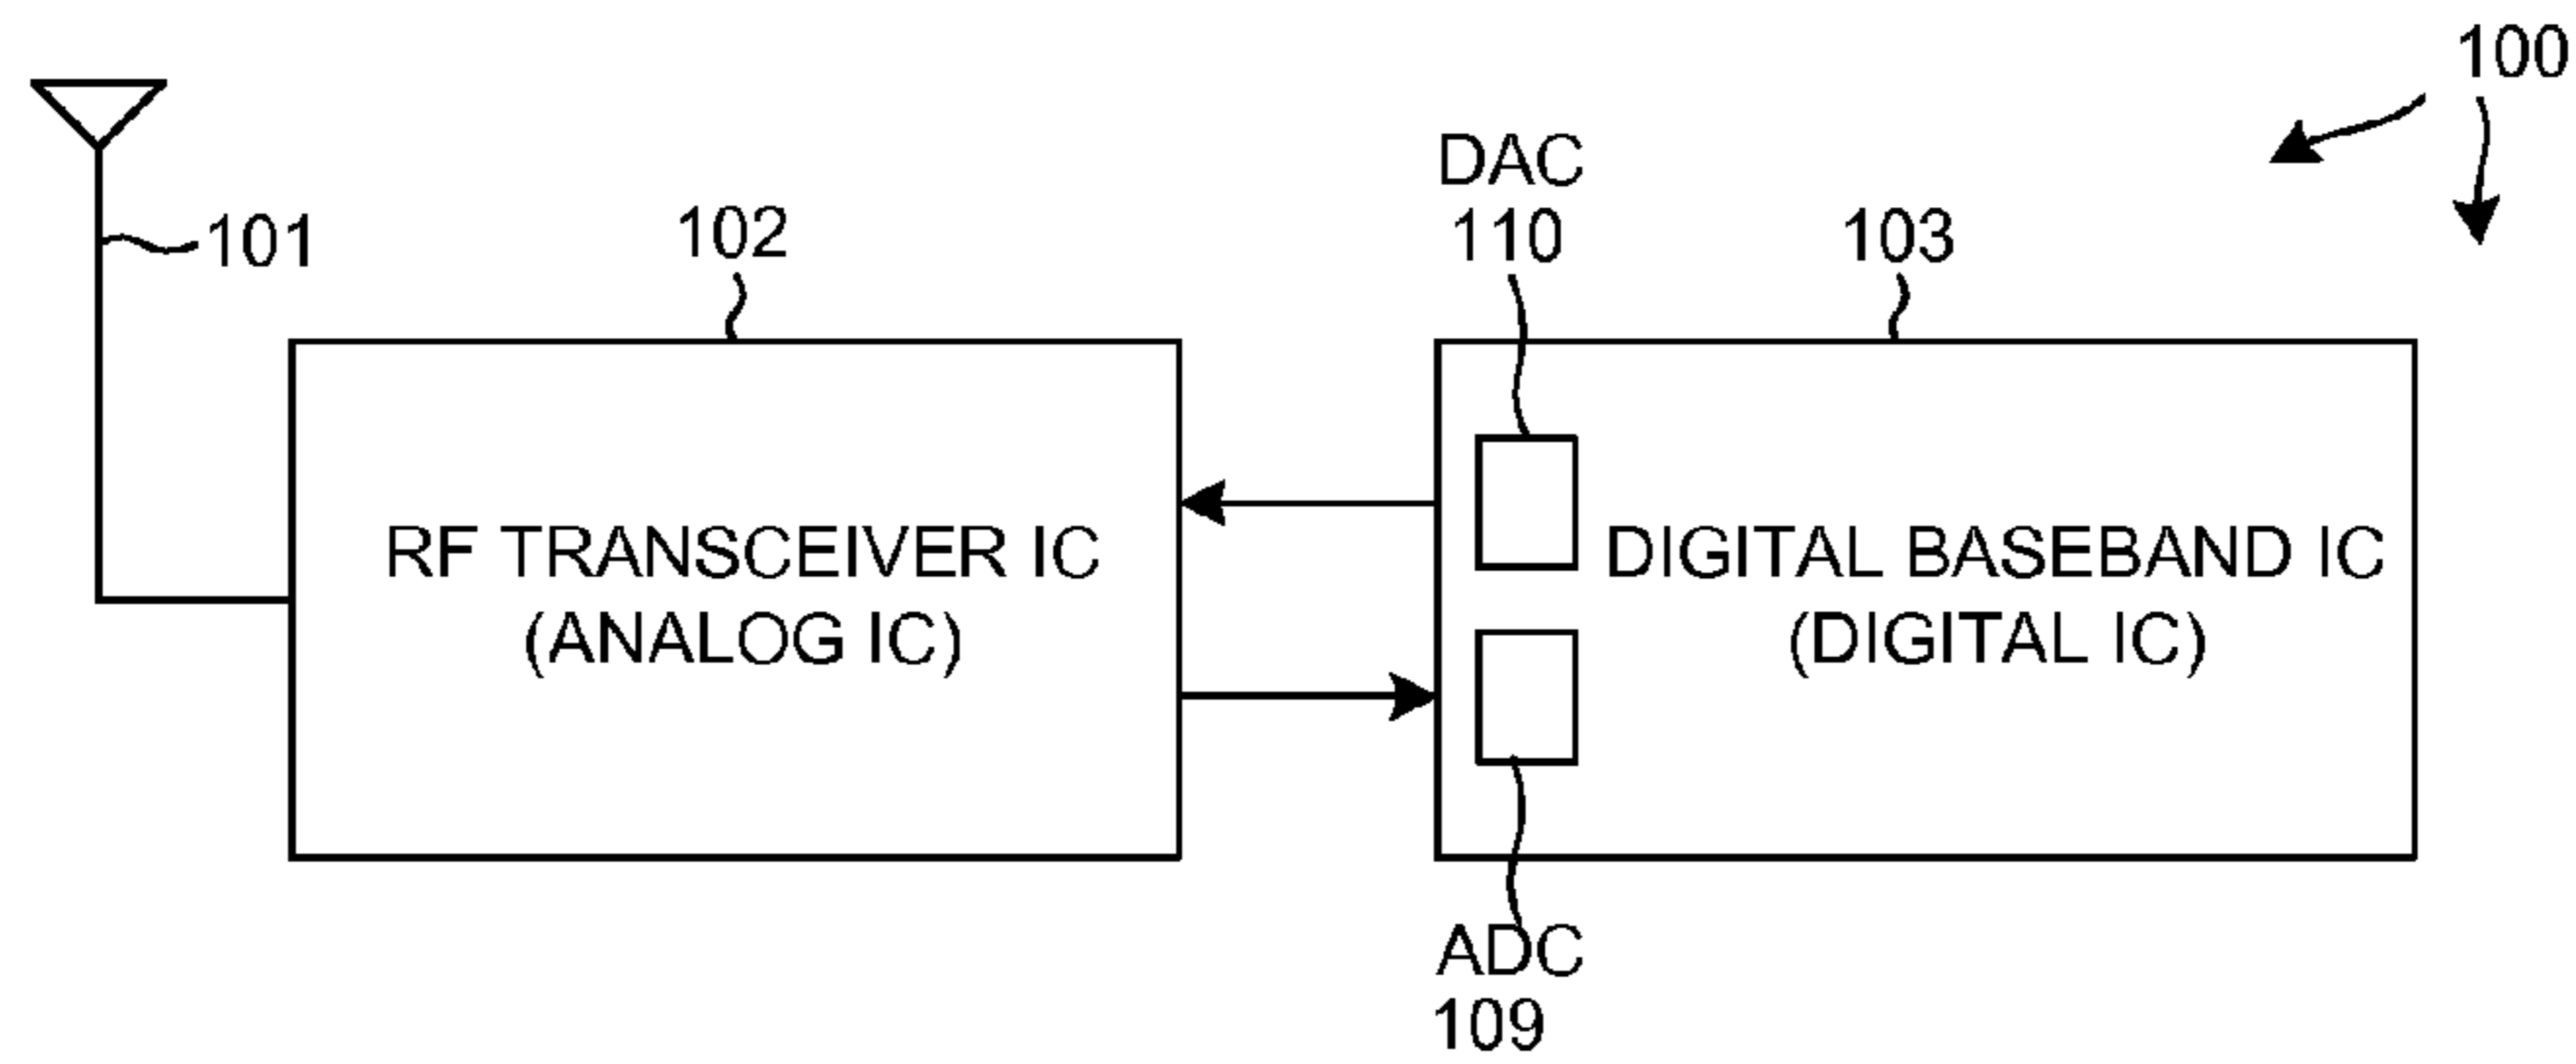 100
DAC
110
101
102
103
RF TRANSCEIVER IC
(ANALOG IC)
DIGITAL BASEBAND IC
(DIGITAL IC)
ADC
109